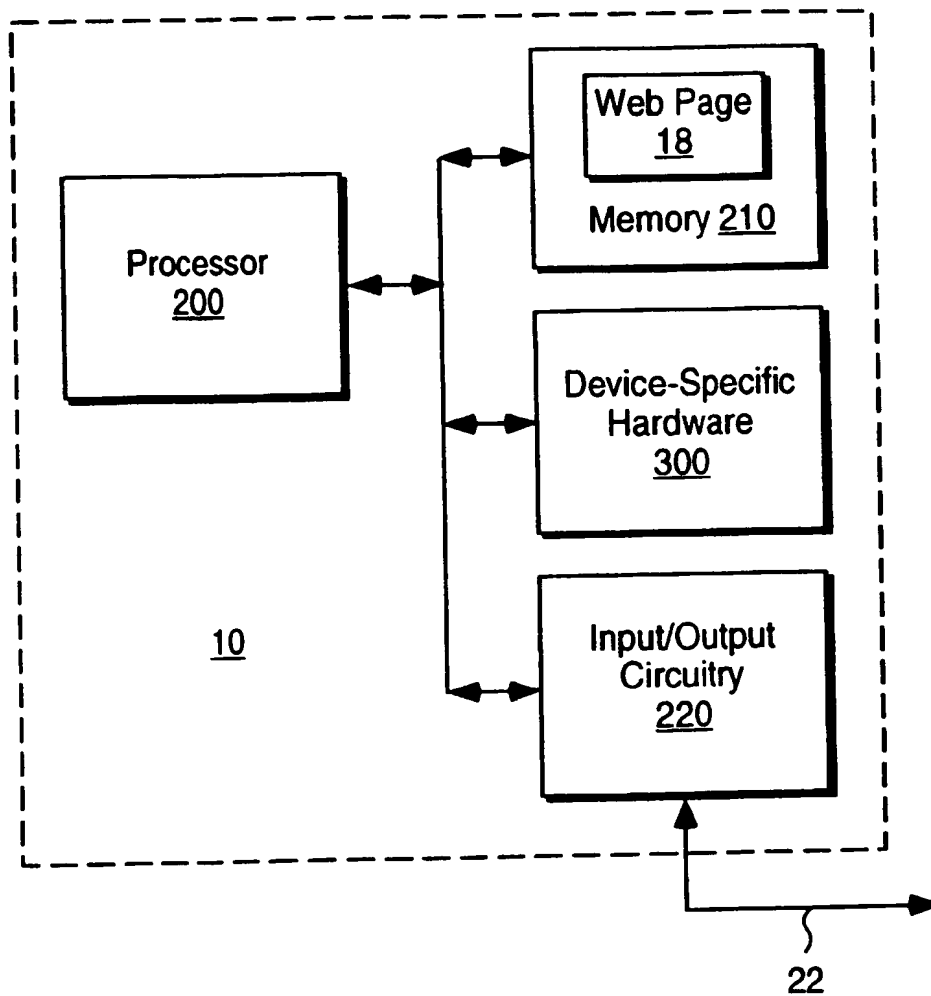 Web Page
18
Memory 210
Processor
200
Device-Specific
Hardware
300
10
Input/Output
Circuitry
220
22